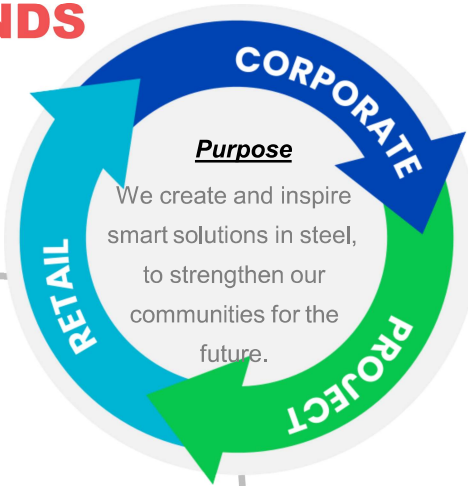 NDS
CORPORATE
Purpose
We create and inspire
smart solutions in steel,
to strengthen our
communities for the
future.
RETAIL
PROJECT